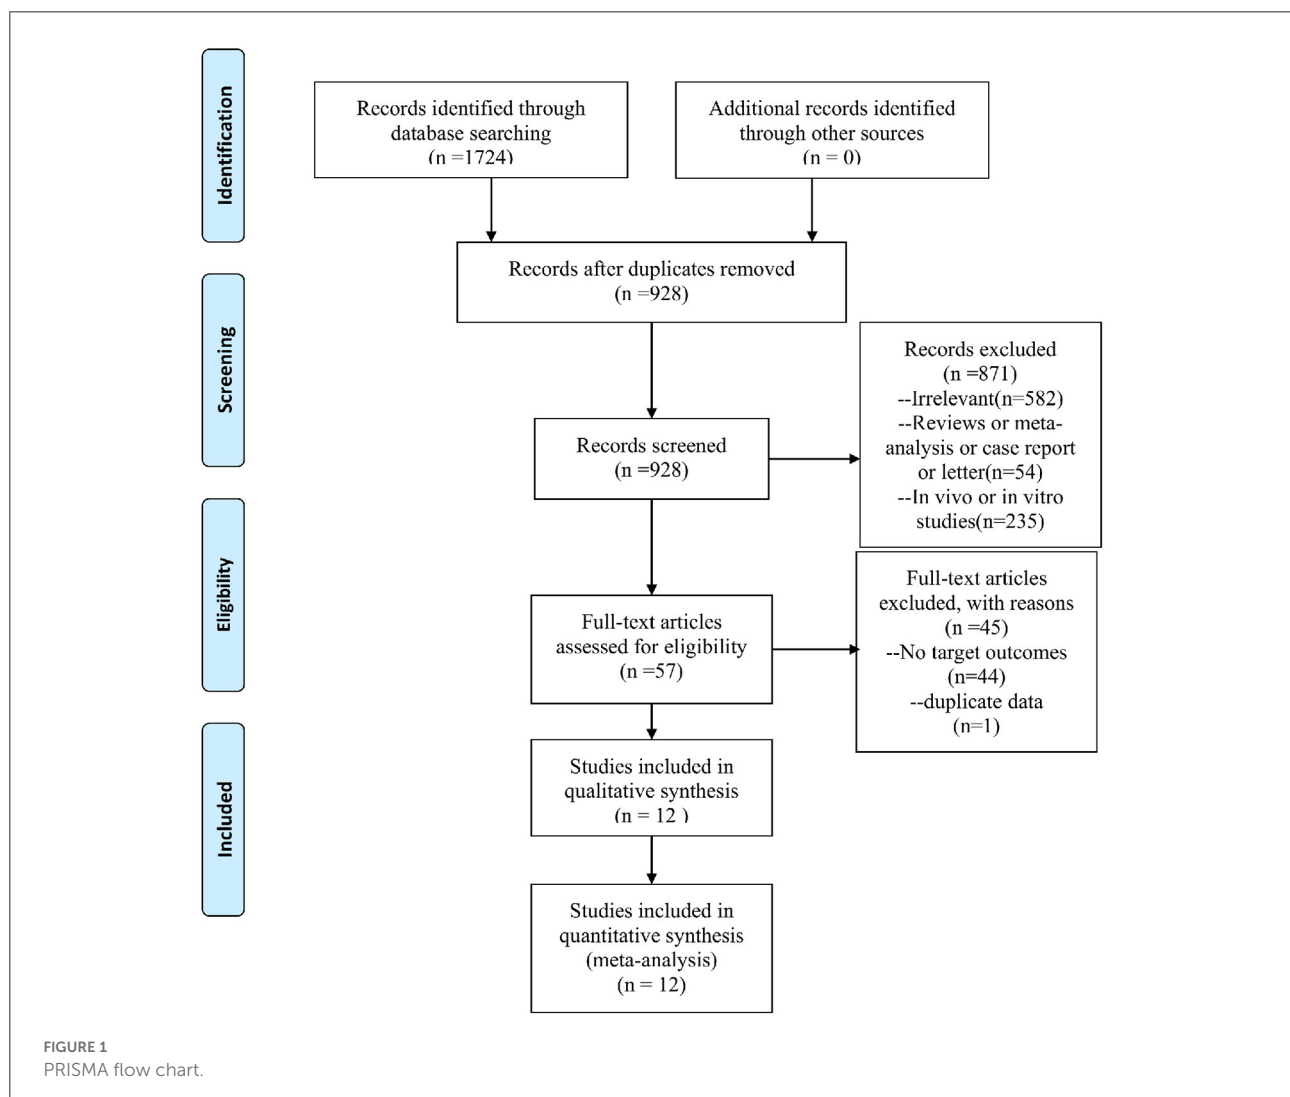 Identification
Records identified through
database searching
(n =1724)
Additional records identified
through other sources
(n = 0)
Records after duplicates removed
(n =928)
Screening
Records screened
(n =928)
Records excluded
(n =871)
--Irrelevant(n=582)
--Reviews or meta-
analysis or case report
or letter(n=54)
--In vivo or in vitro
studies(n=235)
Eligibility
Full-text articles
assessed for eligibility
(n =57)
Full-text articles
excluded, with reasons
(n =45)
--No target outcomes
(n=44)
--duplicate data
(n=1)
Included
Studies included in
qualitative synthesis
(n = 12 )
Studies included in
quantitative synthesis
(meta-analysis)
(n = 12)
FIGURE 1
PRISMA flow chart.